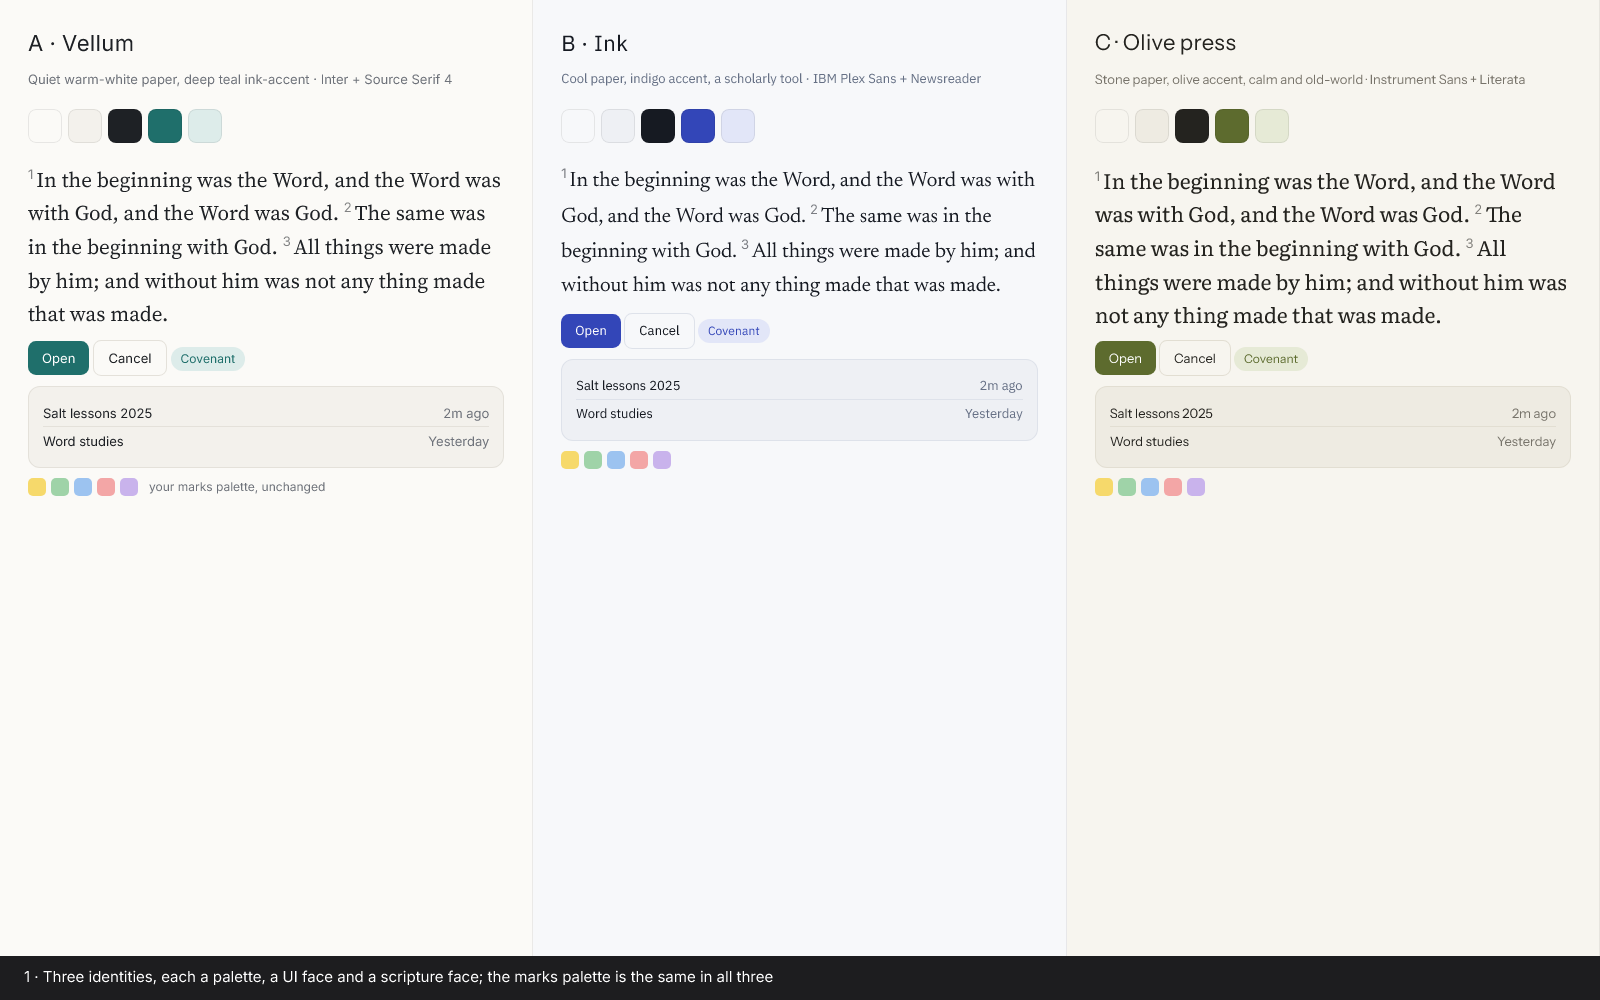 A · Vellum
Quiet warm-white paper, deep teal ink-accent · Inter + Source Serif 4
1 In the beginning was the Word, and the Word was
with God, and the Word was God. 2 The same was
in the beginning with God. 3 All things were made
by him; and without him was not any thing made
that was made.
Open Cancel Covenant
Salt lessons 2025 2m ago
Word studies Yesterday
your marks palette, unchanged
B · Ink
Cool paper, indigo accent, a scholarly tool · IBM Plex Sans + Newsreader
1 In the beginning was the Word, and the Word was with
God, and the Word was God. 2 The same was in the
beginning with God. 3 All things were made by him; and
without him was not any thing made that was made.
Open Cancel Covenant
Salt lessons 2025 2m ago
Word studies Yesterday
C · Olive press
Stone paper, olive accent, calm and old-world · Instrument Sans + Literata
1 In the beginning was the Word, and the Word
was with God, and the Word was God. 2 The
same was in the beginning with God. 3 All
things were made by him; and without him was
not any thing made that was made.
Open Cancel Covenant
Salt lessons 2025 2m ago
Word studies Yesterday
1 · Three identities, each a palette, a UI face and a scripture face; the marks palette is the same in all three